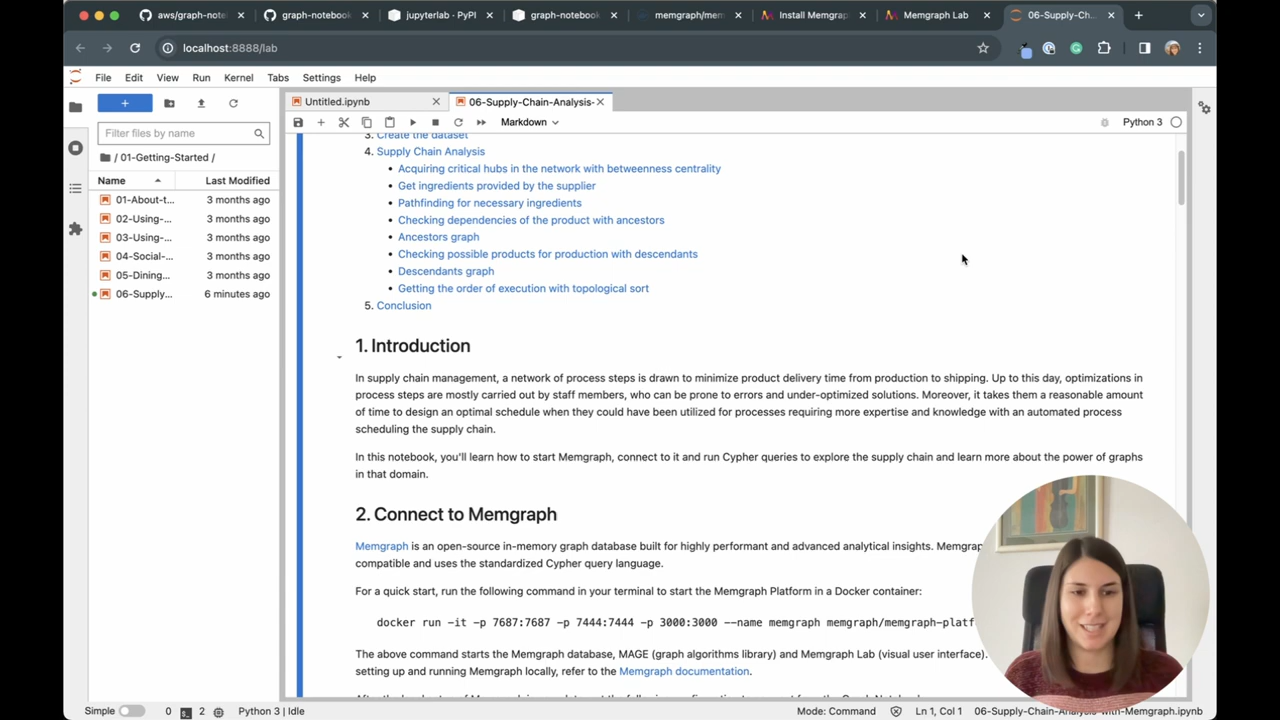 aws/graph-notel
graph-notebook
jupyterlab · PyPI
graph-notebook
memgraph/mem
Install Memgrap
Memgraph Lab
06-Supply-Ch...
localhost:8888/lab
File Edit View Run Kernel Tabs Settings Help
Untitled.ipynb
06-Supply-Chain-Analysis-
Markdown
Python 3
Filter files by name
/ 01-Getting-Started /
Name Last Modified
01-About-t... 3 months ago
02-Using-... 3 months ago
03-Using-... 3 months ago
04-Social-... 3 months ago
05-Dining... 3 months ago
06-Supply... 6 minutes ago
3. Create the dataset
4. Supply Chain Analysis
• Acquiring critical hubs in the network with betweenness centrality
• Get ingredients provided by the supplier
• Pathfinding for necessary ingredients
• Checking dependencies of the product with ancestors
• Ancestors graph
• Checking possible products for production with descendants
• Descendants graph
• Getting the order of execution with topological sort
5. Conclusion
1. Introduction
In supply chain management, a network of process steps is drawn to minimize product delivery time from production to shipping. Up to this day, optimizations in
process steps are mostly carried out by staff members, who can be prone to errors and under-optimized solutions. Moreover, it takes them a reasonable amount
of time to design an optimal schedule when they could have been utilized for processes requiring more expertise and knowledge with an automated process
scheduling the supply chain.
In this notebook, you'll learn how to start Memgraph, connect to it and run Cypher queries to explore the supply chain and learn more about the power of graphs
in that domain.
2. Connect to Memgraph
Memgraph is an open-source in-memory graph database built for highly performant and advanced analytical insights. Memgrap
compatible and uses the standardized Cypher query language.
For a quick start, run the following command in your terminal to start the Memgraph Platform in a Docker container:
docker run -it -p 7687:7687 -p 7444:7444 -p 3000:3000 --name memgraph memgraph/memgraph-platf
The above command starts the Memgraph database, MAGE (graph algorithms library) and Memgraph Lab (visual user interface).
setting up and running Memgraph locally, refer to the Memgraph documentation.
Simple 0 2 Python 3 | Idle Mode: Command Ln 1, Col 1 06-Supply-Chain-Analysis-with-Memgraph.ipynb